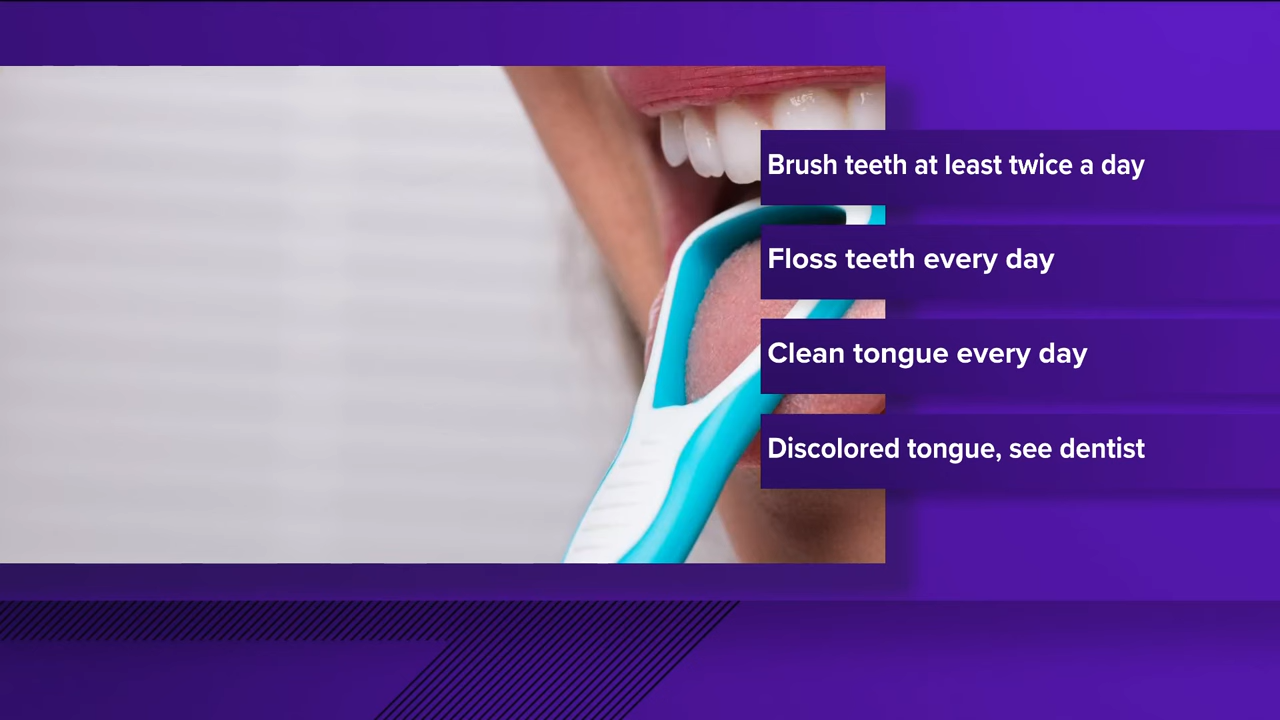 Brush teeth at least twice a day
Floss teeth every day
Clean tongue every day
Discolored tongue, see dentist